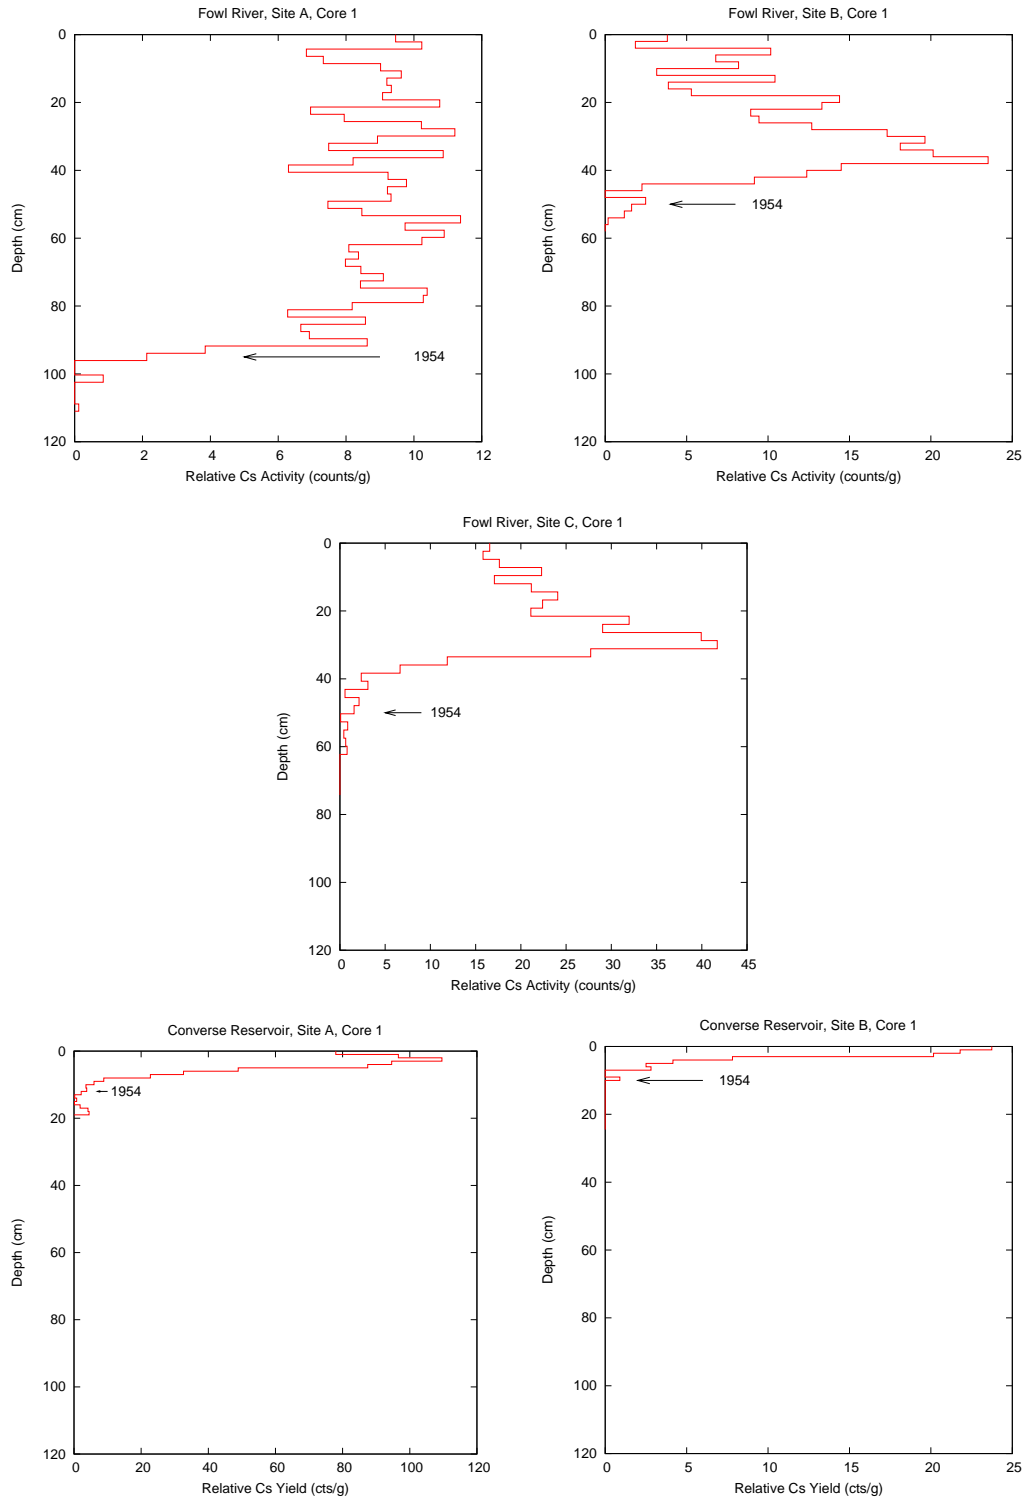 Fowl River, Site A, Core 1
0
20
40
60
80
100
120
Depth (cm)
1954
0 2 4 6 8 10 12
Relative Cs Activity (counts/g)
Fowl River, Site B, Core 1
0
20
40
60
80
100
120
Depth (cm)
1954
0 5 10 15 20 25
Relative Cs Activity (counts/g)
Fowl River, Site C, Core 1
0
20
40
60
80
100
120
Depth (cm)
1954
0 5 10 15 20 25 30 35 40 45
Relative Cs Activity (counts/g)
Converse Reservoir, Site A, Core 1
0
20
40
60
80
100
120
Depth (cm)
1954
0 20 40 60 80 100 120
Relative Cs Yield (cts/g)
Converse Reservoir, Site B, Core 1
0
20
40
60
80
100
120
Depth (cm)
1954
0 5 10 15 20 25
Relative Cs Yield (cts/g)